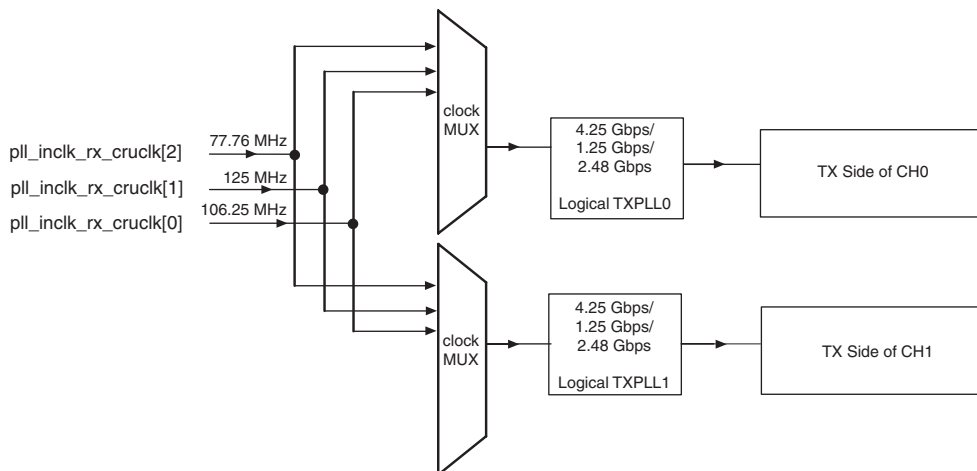 77.76 MHz
pll_inclk_rx_cruclk[2]
125 MHz
pll_inclk_rx_cruclk[1]
106.25 MHz
pll_inclk_rx_cruclk[0]
clock
MUX
4.25 Gbps/
1.25 Gbps/
2.48 Gbps
Logical TXPLL0
TX Side of CH0
clock
MUX
4.25 Gbps/
1.25 Gbps/
2.48 Gbps
Logical TXPLL1
TX Side of CH1